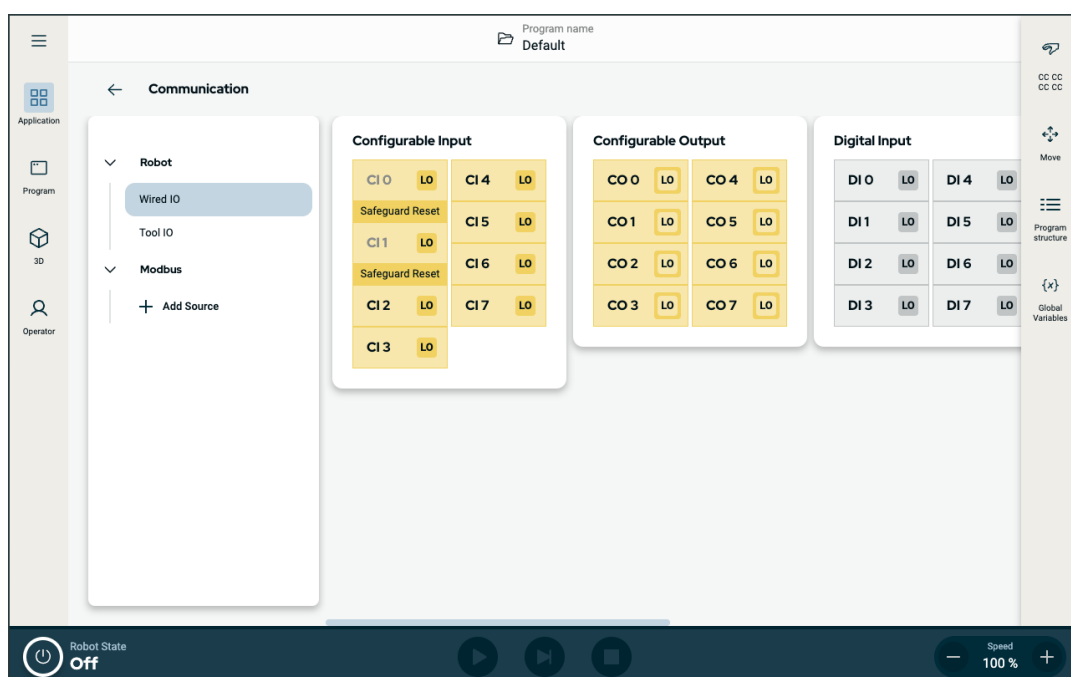 Program name
Default
Application
Program
3D
Operator
Communication
Robot
Wired IO
Tool IO
Modbus
Add Source
Configurable Input
CI 0 LO CI 4 LO
Safeguard Reset
CI 5 LO
CI 1 LO
CI 6 LO
Safeguard Reset
CI 2 LO CI 7 LO
CI 3 LO
Configurable Output
CO 0 LO CO 4 LO
CO 1 LO CO 5 LO
CO 2 LO CO 6 LO
CO 3 LO CO 7 LO
Digital Input
DI 0 LO DI 4 LO
DI 1 LO DI 5 LO
DI 2 LO DI 6 LO
DI 3 LO DI 7 LO
CC CC
CC CC
Move
Program
structure
{x}
Global
Variables
Robot State
Off
Speed
100 %